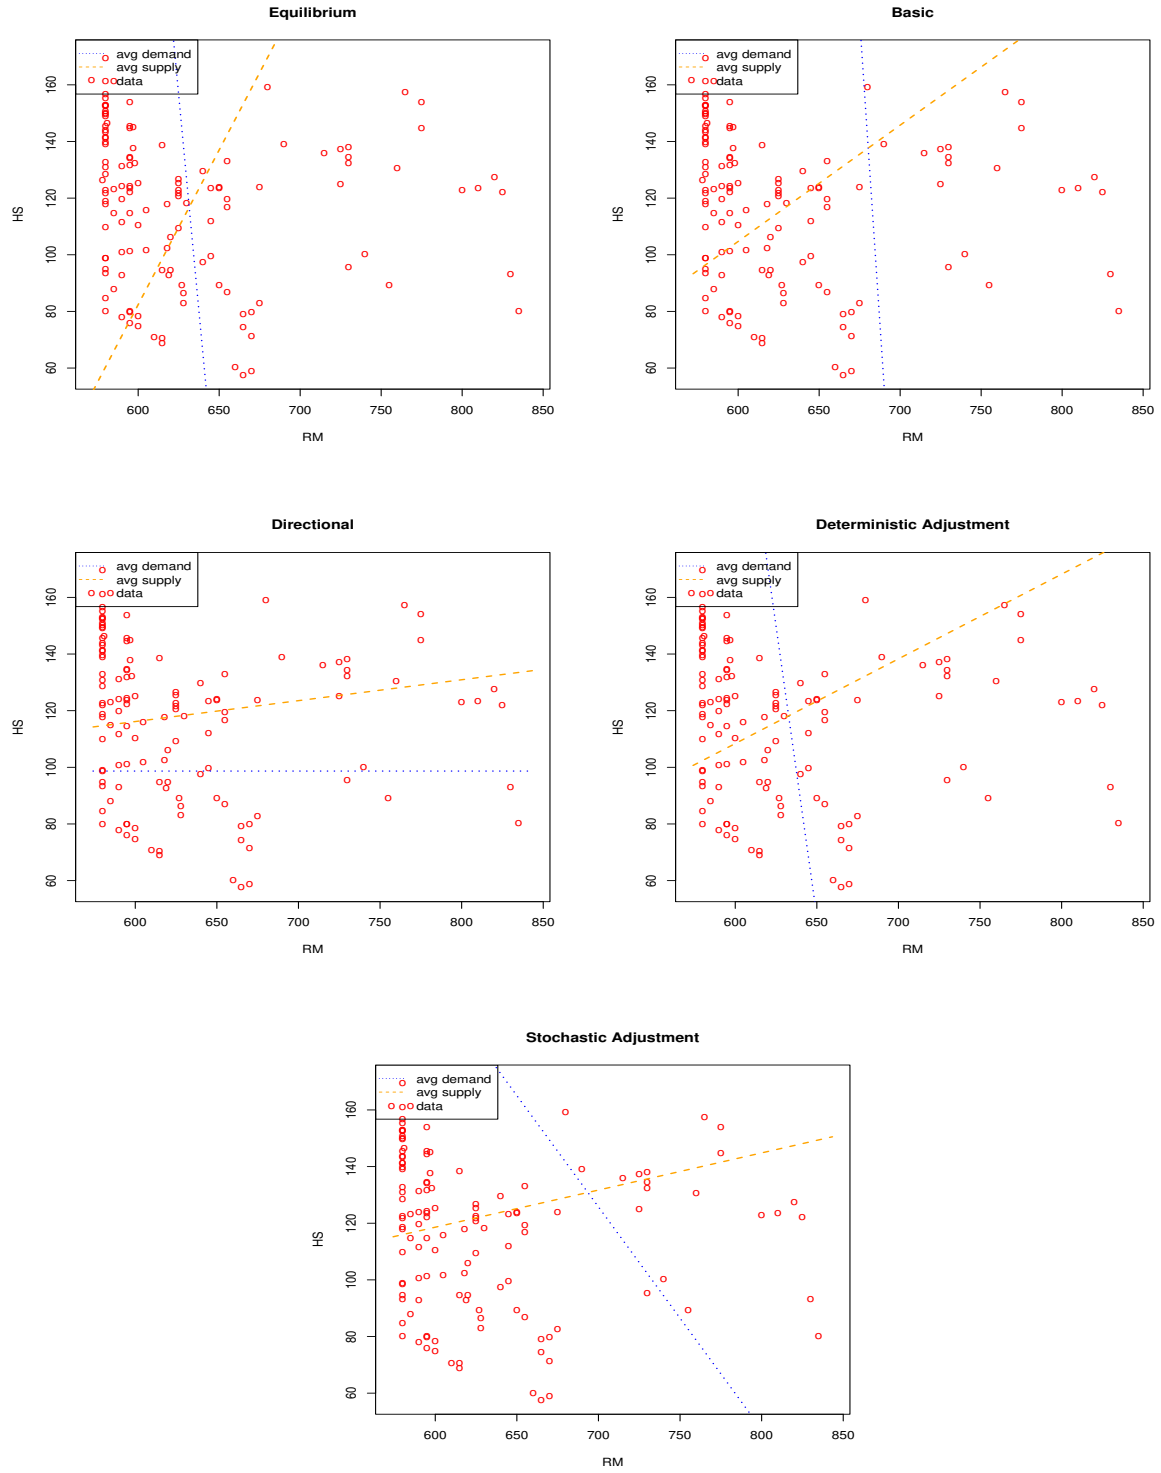 Equilibrium
avg demand
avg supply
data
HS
60 80 100 120 140 160
600 650 700 750 800 850
RM
Basic
avg demand
avg supply
data
HS
60 80 100 120 140 160
600 650 700 750 800 850
RM
Directional
avg demand
avg supply
data
HS
60 80 100 120 140 160
600 650 700 750 800 850
RM
Deterministic Adjustment
avg demand
avg supply
data
HS
60 80 100 120 140 160
600 650 700 750 800 850
RM
Stochastic Adjustment
avg demand
avg supply
data
HS
60 80 100 120 140 160
600 650 700 750 800 850
RM